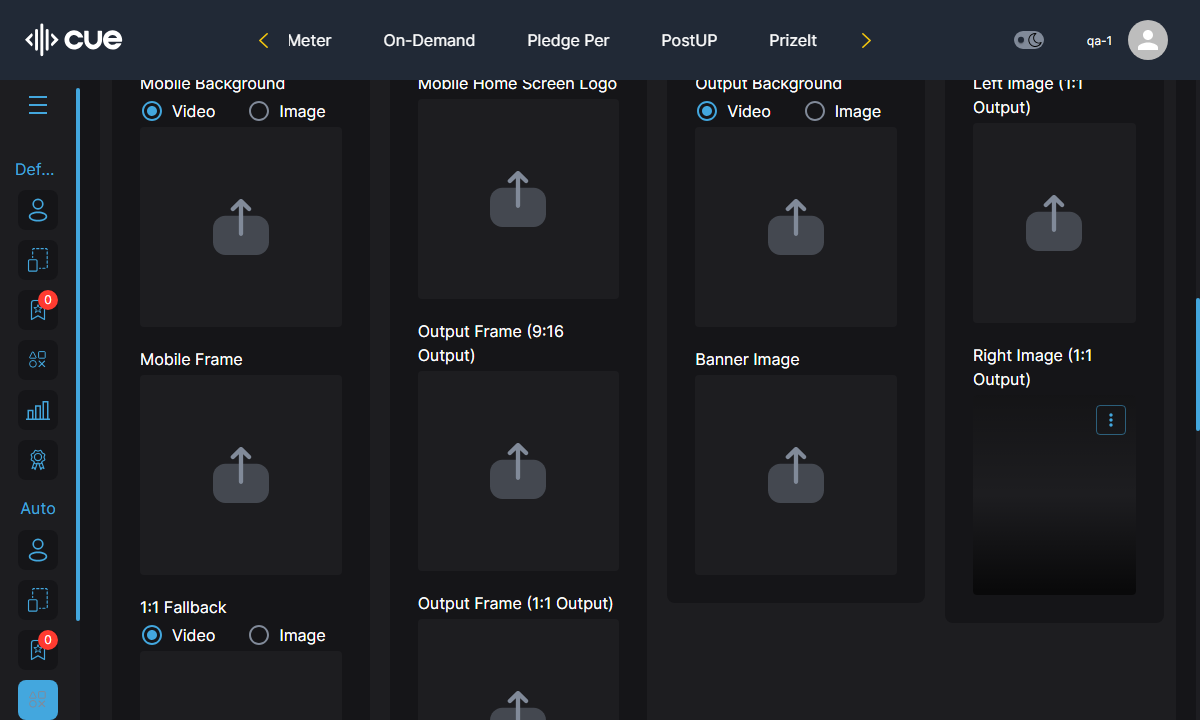 cue
Meter
On-Demand
Pledge Per
PostUP
PrizeIt
qa-1
Def...
0
Auto
0
Mobile Background
Video
Image
Mobile Frame
1:1 Fallback
Video
Image
Mobile Home Screen Logo
Output Frame (9:16
Output)
Output Frame (1:1 Output)
Output Background
Video
Image
Banner Image
Left Image (1:1
Output)
Right Image (1:1
Output)